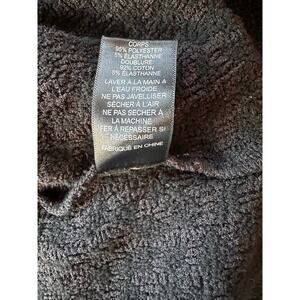 CORPS
95% POLYESTER
5% ÉLASTHANNE
DOUBLURE:
92% COTON
8% ÉLASTHANNE
LAVER À LA MAIN A
L'EAU FROIDE
NE PAS JAVELLISER
SÉCHER À L'AIR
NE PAS SÉCHER À
LA MACHINE
FER À REPASSER SI
NÉCESSAIRE
FABRIQUÉ EN CHINE